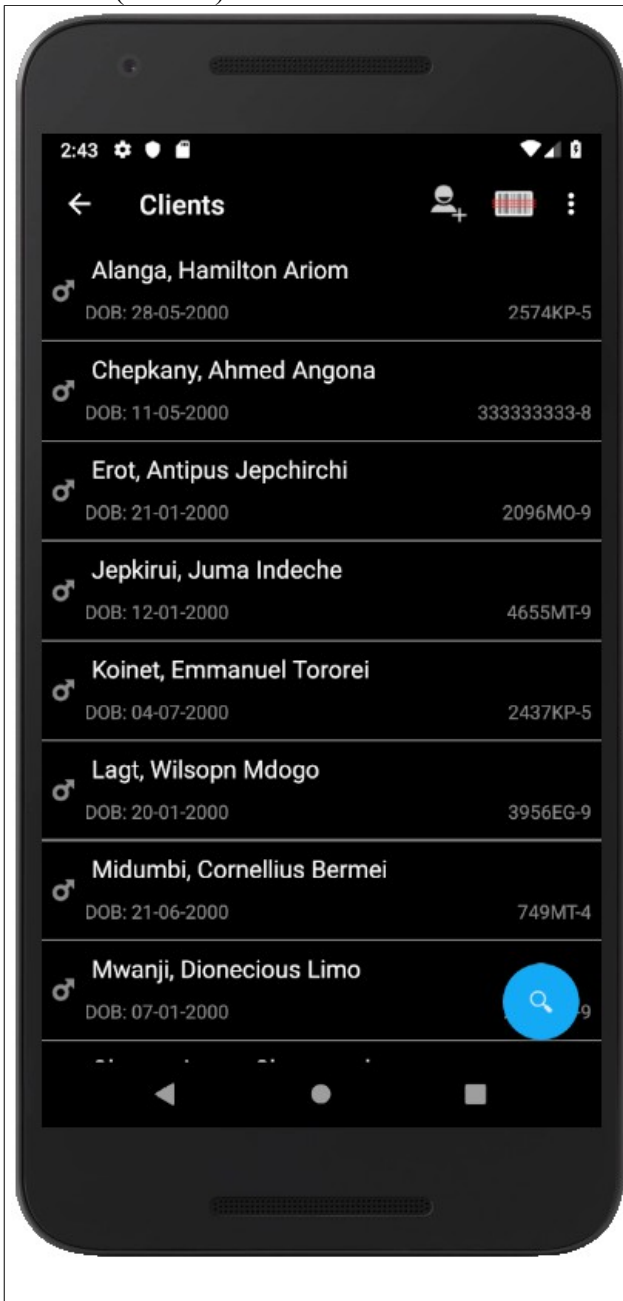 2:43
Clients
Alanga, Hamilton Ariom
DOB: 28-05-2000 2574KP-5
Chepkany, Ahmed Angona
DOB: 11-05-2000 333333333-8
Erot, Antipus Jepchirchi
DOB: 21-01-2000 2096MO-9
Jepkirui, Juma Indeche
DOB: 12-01-2000 4655MT-9
Koinet, Emmanuel Tororei
DOB: 04-07-2000 2437KP-5
Lagt, Wilsopn Mdogo
DOB: 20-01-2000 3956EG-9
Midumbi, Cornellius Bermei
DOB: 21-06-2000 749MT-4
Mwanji, Dionecious Limo
DOB: 07-01-2000